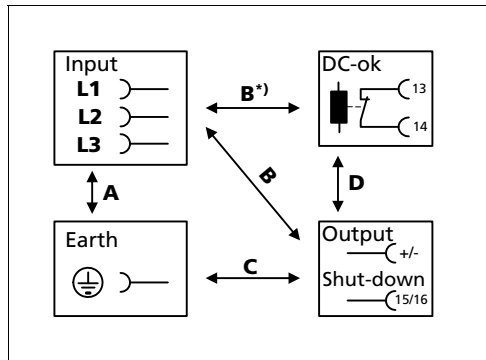 Input
L1
L2
L3
B*)
DC-ok
13
14
A
B
D
Earth
C
Output
+/-
Shut-down
15/16